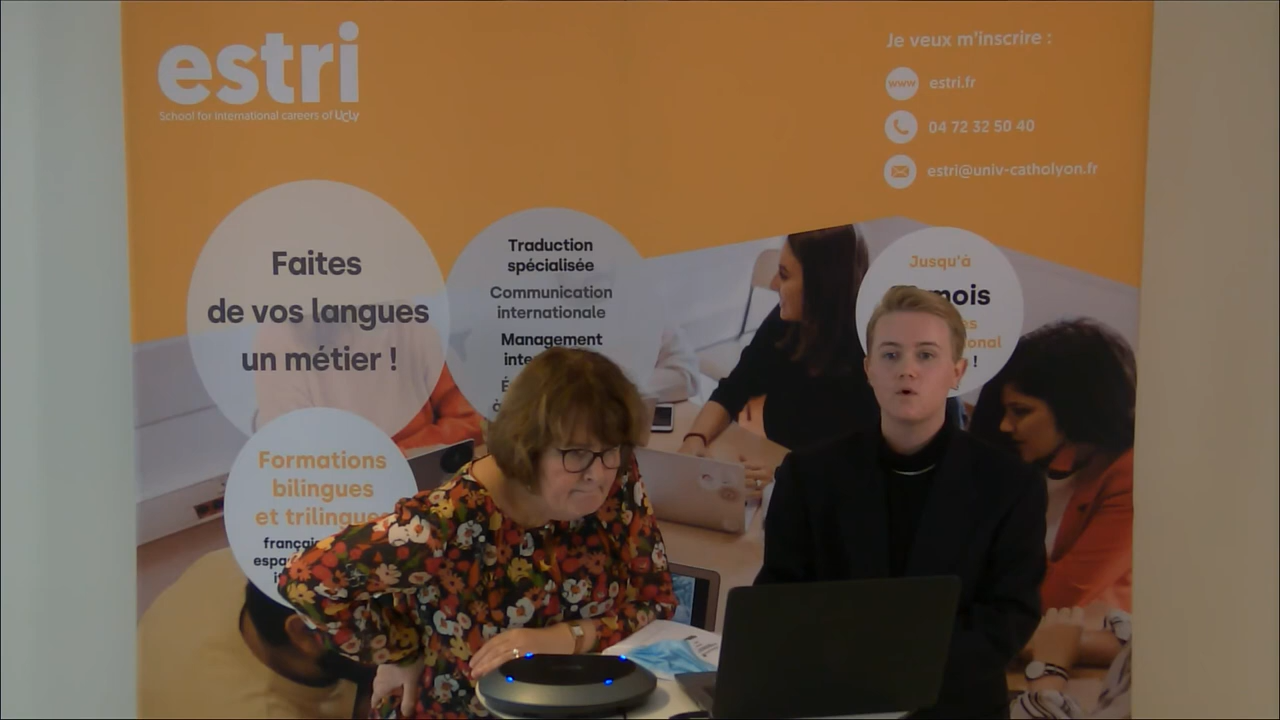 estri
School for international careers of UCLy
Je veux m'inscrire :
www estri.fr
04 72 32 50 40
estri@univ-catholyon.fr
Faites
de vos langues
un métier !
Traduction
spécialisée
Communication
internationale
Management
Jusqu'à
mois
!
Formations
bilingues
et trilingues